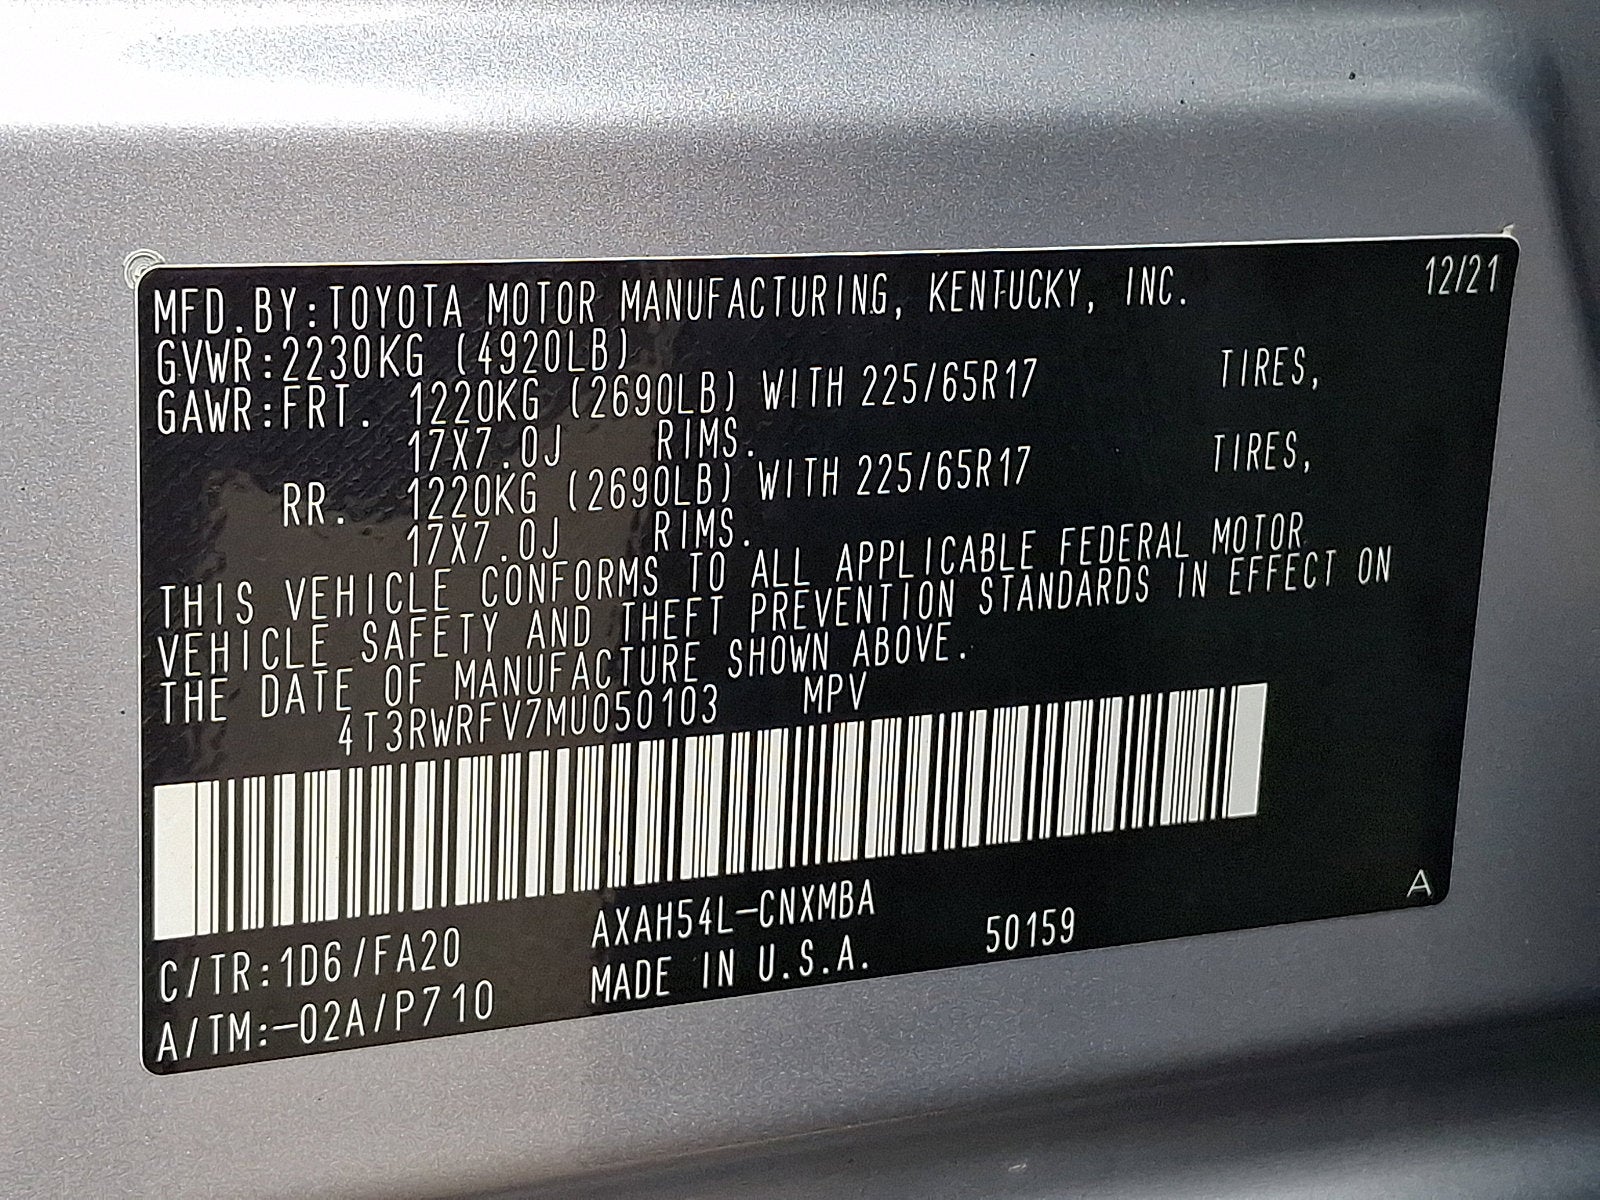 MFD.BY:TOYOTA MOTOR MANUFACTURING, KENTUCKY, INC. 12/21
GVWR:2230KG (4920LB)
GAWR:FRT. 1220KG (2690LB) WITH 225/65R17 TIRES,
17X7.0J RIMS.
RR. 1220KG (2690LB) WITH 225/65R17 TIRES,
17X7.0J RIMS.
THIS VEHICLE CONFORMS TO ALL APPLICABLE FEDERAL MOTOR
VEHICLE SAFETY AND THEFT PREVENTION STANDARDS IN EFFECT ON
THE DATE OF MANUFACTURE SHOWN ABOVE.
4T3RWRFV7MU050103 MPV
C/TR:1D6/FA20 AXAH54L-CNXMBA A
A/TM:-02A/P710 MADE IN U.S.A. 50159